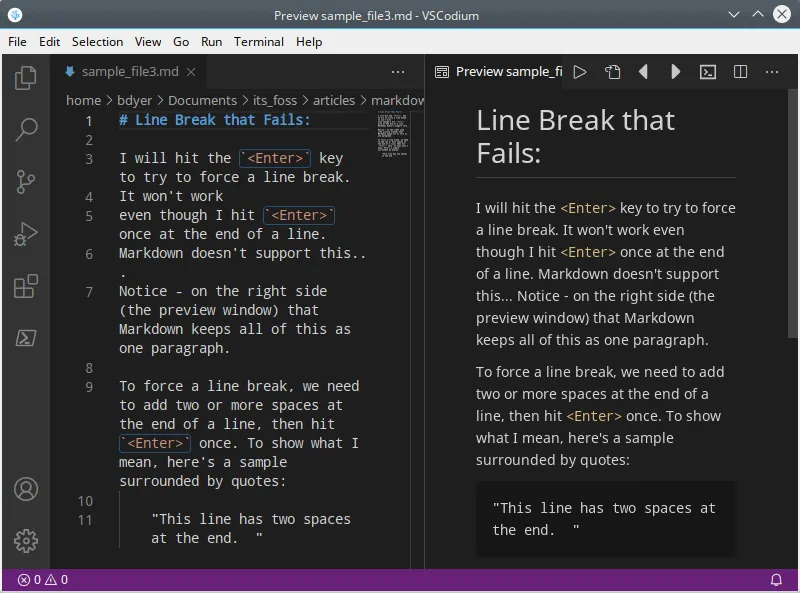 Preview sample_file3.md - VSCodium
File Edit Selection View Go Run Terminal Help
sample_file3.md
home > bdyer > Documents > its_foss > articles > markdow
1 # Line Break that Fails:
2
3 I will hit the `<Enter>` key
to try to force a line break.
4 It won't work
5 even though I hit `<Enter>`
once at the end of a line.
6 Markdown doesn't support this..
.
7 Notice - on the right side
(the preview window) that
Markdown keeps all of this as
one paragraph.
8
9 To force a line break, we need
to add two or more spaces at
the end of a line, then hit
`<Enter>` once. To show what I
mean, here's a sample
surrounded by quotes:
10
11 "This line has two spaces
at the end.  "
Preview sample_fi
Line Break that
Fails:
I will hit the <Enter> key to try to force
a line break. It won't work even
though I hit <Enter> once at the end
of a line. Markdown doesn't support
this... Notice - on the right side (the
preview window) that Markdown
keeps all of this as one paragraph.
To force a line break, we need to add
two or more spaces at the end of a
line, then hit <Enter> once. To show
what I mean, here's a sample
surrounded by quotes:
"This line has two spaces at
the end.  "
0 0